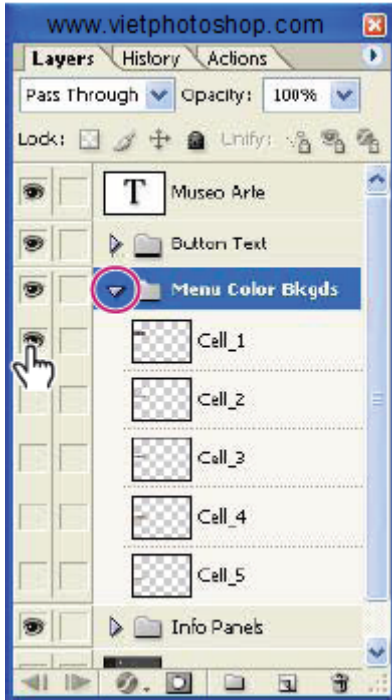 www.vietphotoshop.com
Layers History Actions
Pass Through Opacity: 100%
Lock: Unify:
T Museo Arte
Button Text
Menu Color Bkgds
Cell_1
Cell_2
Cell_3
Cell_4
Cell_5
Info Panels